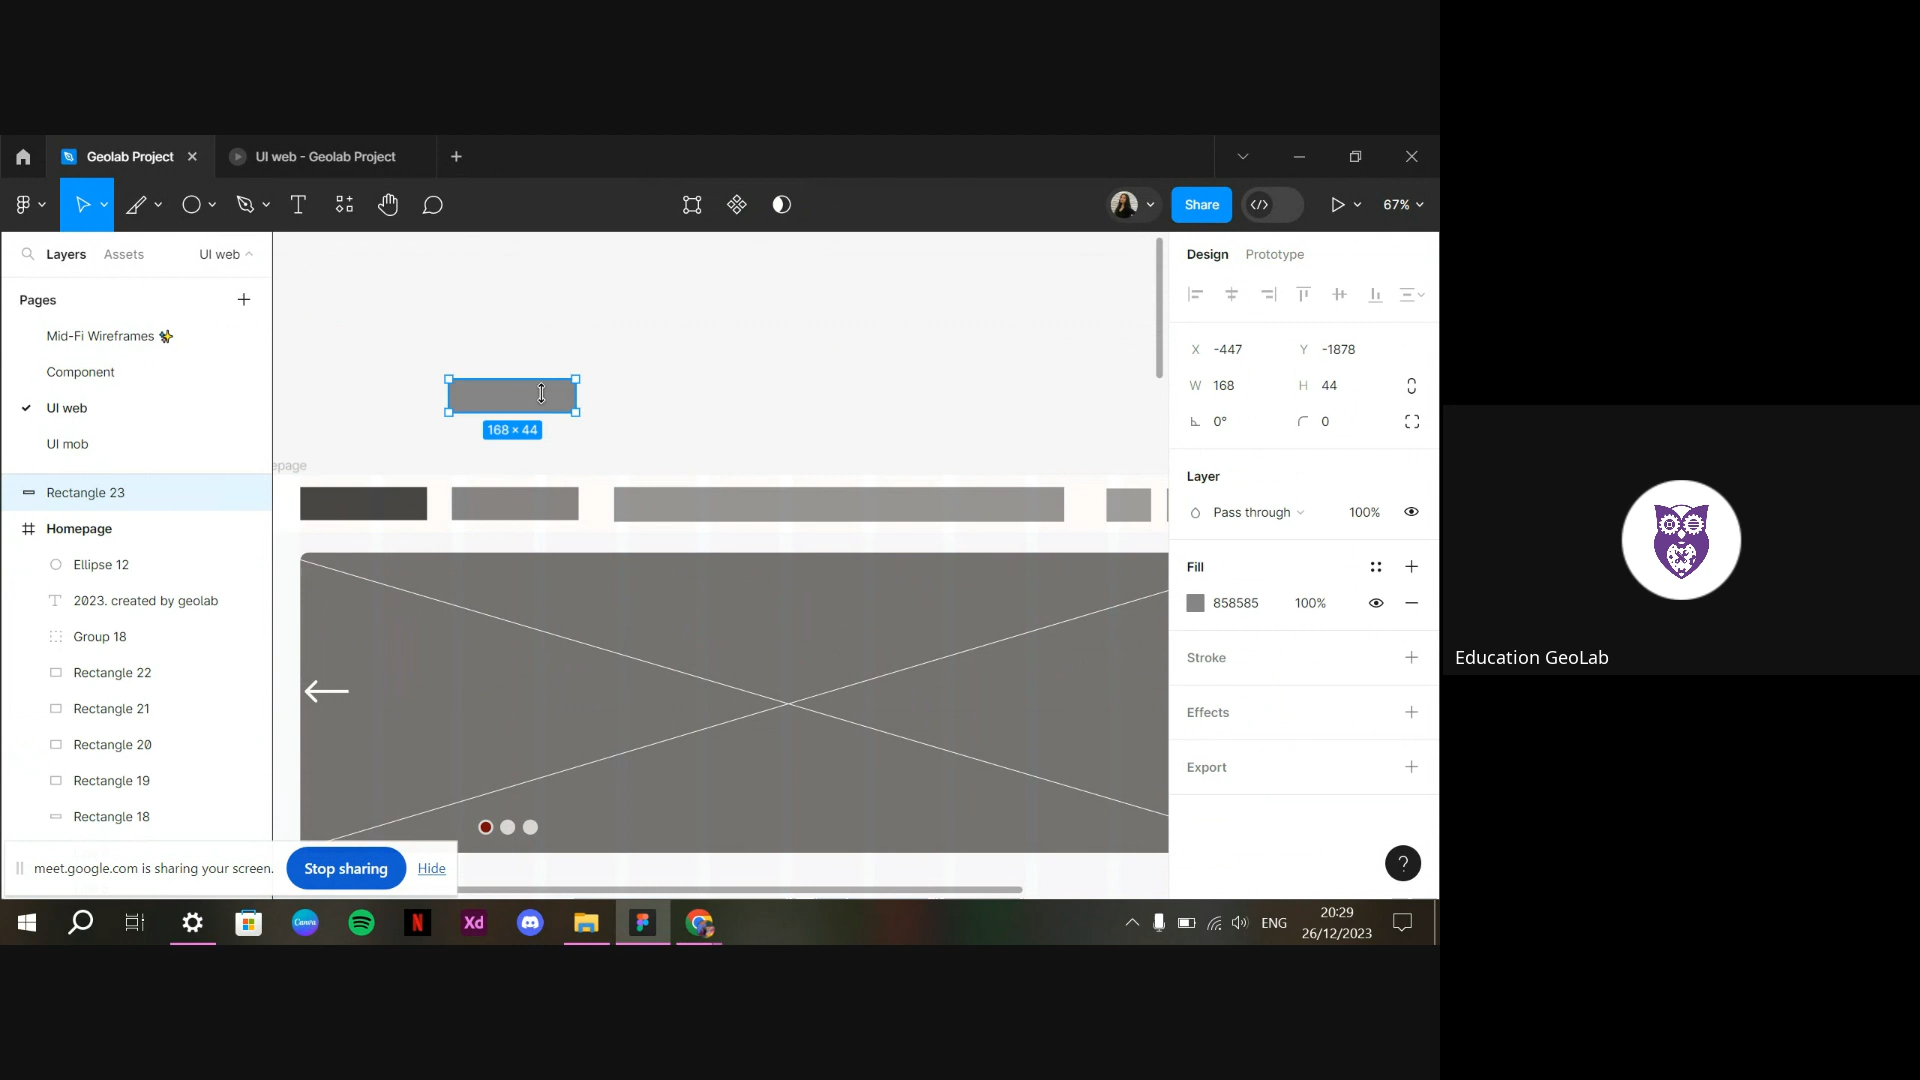 Geolab Project
UI web - Geolab Project
Share
67%
Layers
Assets
UI web
Pages
Mid-Fi Wireframes ✨
Component
UI web
UI mob
Rectangle 23
Homepage
Ellipse 12
2023. created by geolab
Group 18
Rectangle 22
Rectangle 21
Rectangle 20
Rectangle 19
Rectangle 18
168 × 44
epage
Design
Prototype
X -447
Y -1878
W 168
H 44
0°
0
Layer
Pass through
100%
Fill
858585
100%
Stroke
Effects
Export
?
meet.google.com is sharing your screen.
Stop sharing
Hide
Canva
N
Xd
ENG
20:29
26/12/2023
Education GeoLab